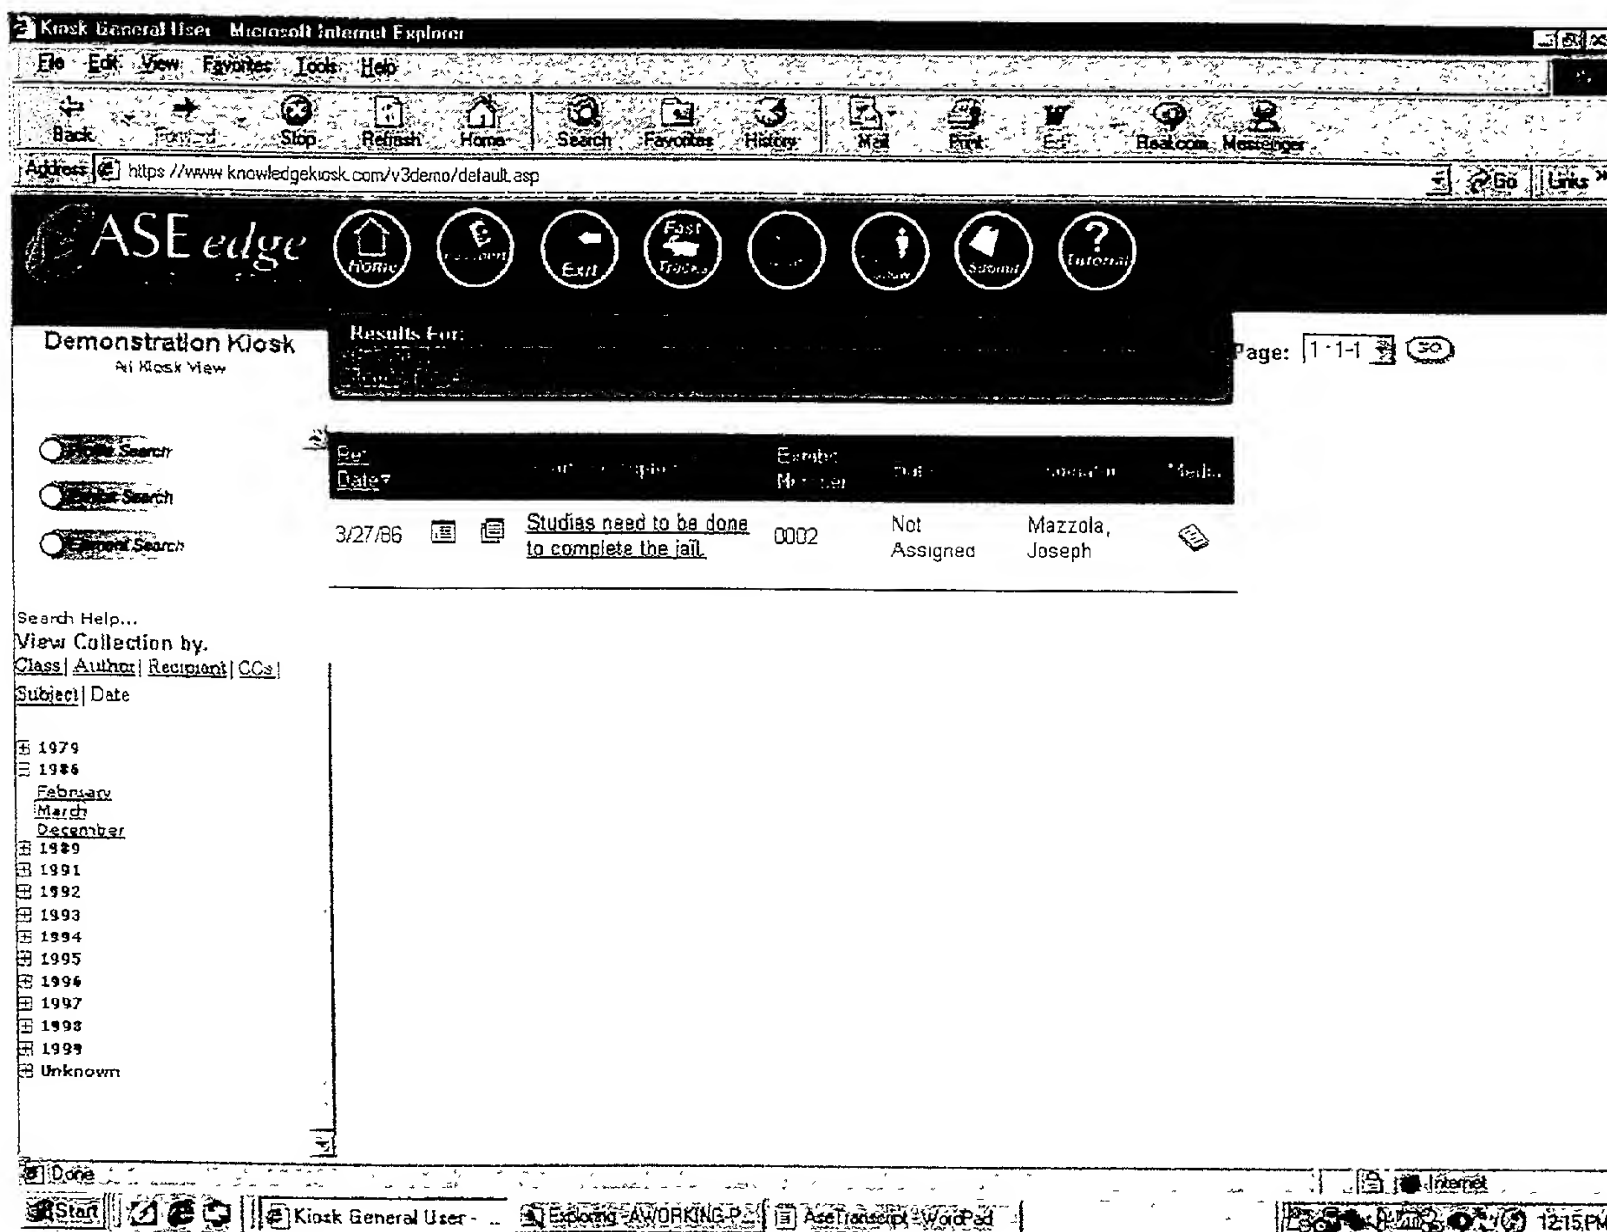 Kiosk General User - Microsoft Internet Explorer
File Edit View Favorites Tools Help
Back Forward Stop Refresh Home Search Favorites History Mail Print Edit Real.com Messenger
Address https://www.knowledgekiosk.com/v3demo/default.asp Go Links »
ASE edge Home Exit Fast Tracks Submit Tutorial
Demonstration Kiosk
All Kiosk View
Results For:
Page: 1 - 1-1 GO
Search
Exhibit Search
Element Search
Date
Exhibit Number
Media
3/27/86 Studies need to be done 0002 Not Mazzola,
to complete the jail. Assigned Joseph
Search Help...
View Collection by.
Class| Author| Recipient| CCs|
Subject| Date
1979
1986
February
March
December
1989
1991
1992
1993
1994
1995
1996
1997
1998
1999
Unknown
Done Internet
Start Kiosk General User - ... Exploring -AWORKING-P... AseTranscript - WordPad 12:15 PM